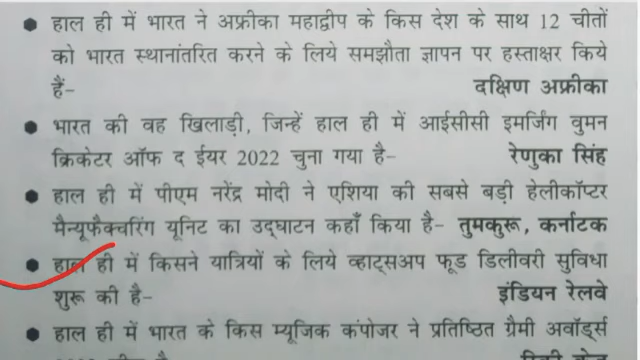 हाल ही में भारत ने अफ्रीका महाद्वीप के किस देश के साथ 12 चीतों
को भारत स्थानांतरित करने के लिये समझौता ज्ञापन पर हस्ताक्षर किये
हैं- दक्षिण अफ्रीका
भारत की वह खिलाड़ी, जिन्हें हाल ही में आईसीसी इमर्जिंग वुमन
क्रिकेटर ऑफ द ईयर 2022 चुना गया है- रेणुका सिंह
हाल ही में पीएम नरेंद्र मोदी ने एशिया की सबसे बड़ी हेलीकॉप्टर
मैन्यूफैक्चरिंग यूनिट का उद्घाटन कहाँ किया है- तुमकुरू, कर्नाटक
हाल ही में किसने यात्रियों के लिये व्हाट्सअप फूड डिलीवरी सुविधा
शुरू की है- इंडियन रेलवे
हाल ही में भारत के किस म्यूजिक कंपोजर ने प्रतिष्ठित ग्रैमी अवॉर्ड्स